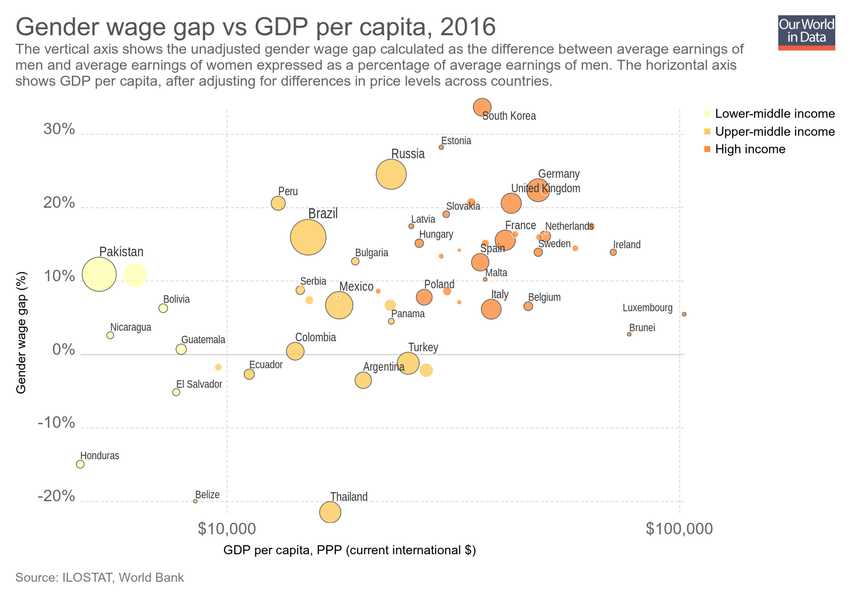 Gender wage gap vs GDP per capita, 2016
Our World
in Data
The vertical axis shows the unadjusted gender wage gap calculated as the difference between average earnings of
men and average earnings of women expressed as a percentage of average earnings of men. The horizontal axis
shows GDP per capita, after adjusting for differences in price levels across countries.
Lower-middle income
Upper-middle income
High income
South Korea
30%
Estonia
Russia
Germany
United Kingdom
Peru
20%
Slovakia
Brazil
Latvia
France
Netherlands
Hungary
Sweden
Ireland
Spain
Pakistan
Bulgaria
Malta
10%
Serbia
Mexico
Poland
Italy
Belgium
Bolivia
Luxembourg
Panama
Nicaragua
Brunei
Guatemala
Colombia
Turkey
0%
Ecuador
Argentina
El Salvador
-10%
Honduras
Belize
Thailand
-20%
Gender wage gap (%)
$10,000
$100,000
GDP per capita, PPP (current international $)
Source: ILOSTAT, World Bank